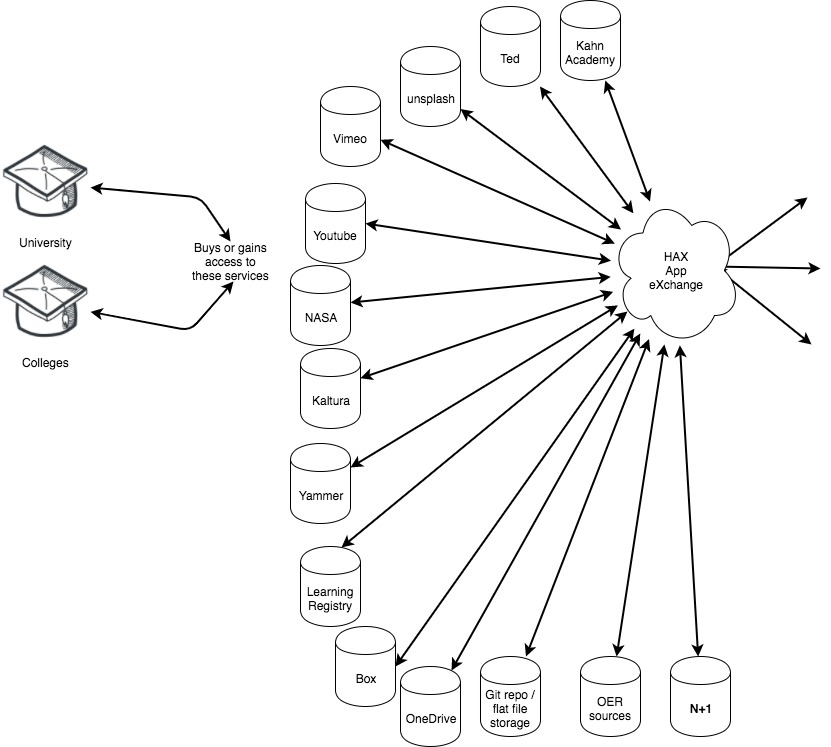 Ted
Kahn
Academy
unsplash
Vimeo
University
Youtube
Buys or gains
access to
these services
HAX
App
eXchange
NASA
Colleges
Kaltura
Yammer
Learning
Registry
Box
OneDrive
Git repo /
flat file
storage
OER
sources
N+1